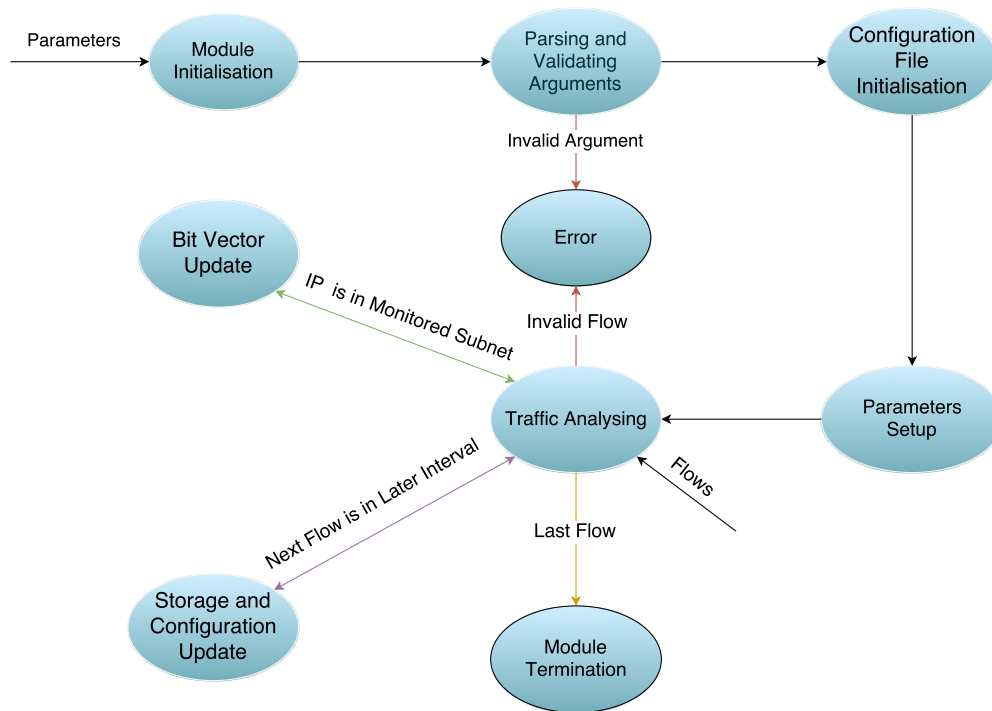 Parameters
Module
Initialisation
Parsing and
Validating
Arguments
Configuration
File
Initialisation
Invalid Argument
Error
Bit Vector
Update
IP is in Monitored Subnet
Invalid Flow
Traffic Analysing
Parameters
Setup
Flows
Next Flow is in Later Interval
Last Flow
Storage and
Configuration
Update
Module
Termination